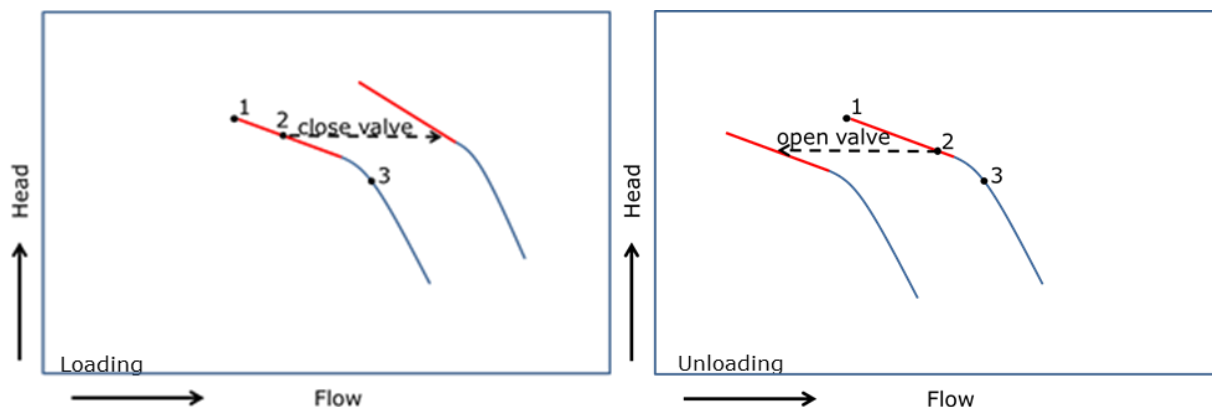 1
2
close valve
3
Head
Loading
Flow
1
open valve
2
3
Head
Unloading
Flow